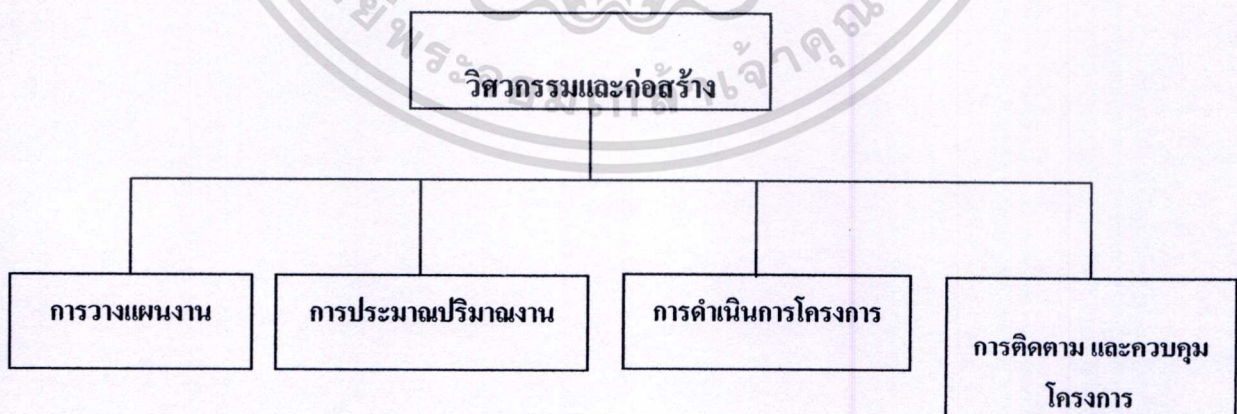 วิศวกรรมและก่อสร้าง
การวางแผนงาน
การประมาณปริมาณงาน
การดำเนินการโครงการ
การติดตาม และควบคุม
โครงการ